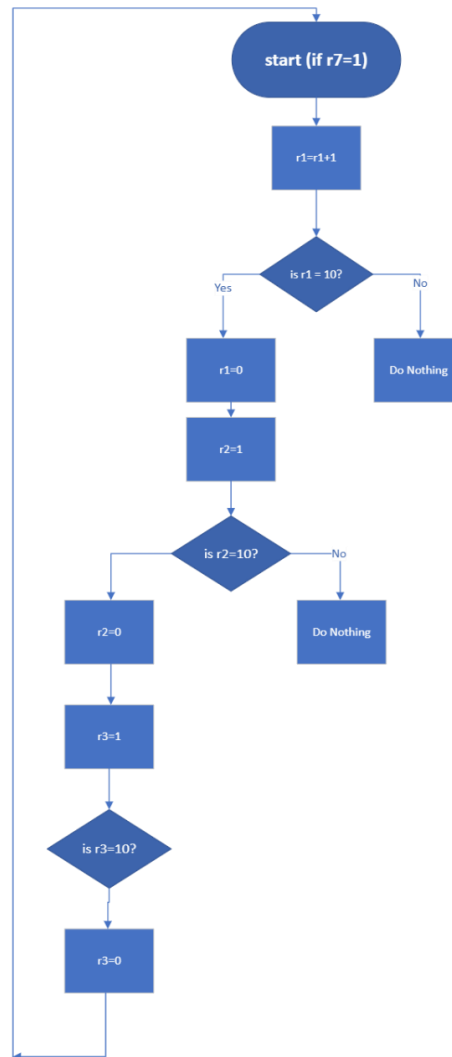 start (if r7=1)
r1=r1+1
is r1 = 10?
Yes
No
r1=0
Do Nothing
r2=1
is r2=10?
No
r2=0
Do Nothing
r3=1
is r3=10?
r3=0